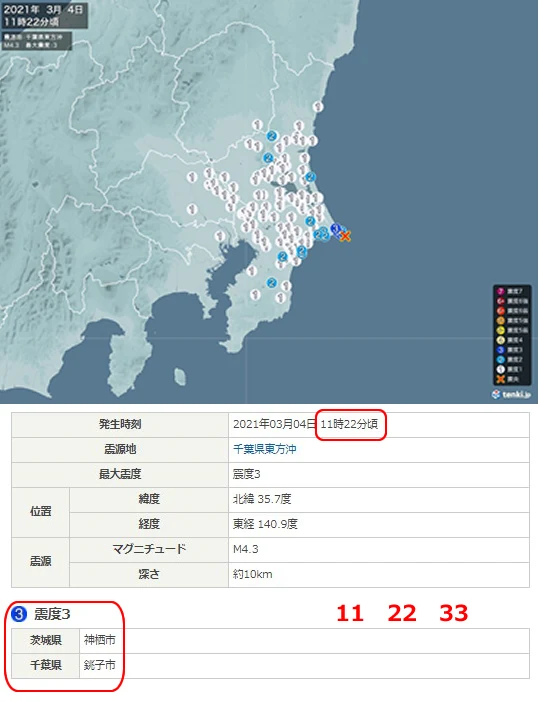 2021年 3月 4日
11時22分頃
震源地:千葉県東方沖
M4.3 最大震度:3
震度7
震度6強
震度6弱
震度5強
震度5弱
震度4
震度3
震度2
震度1
震央
tenki.jp
発生時刻 2021年03月04日 11時22分頃
震源地 千葉県東方沖
最大震度 震度3
位置 緯度 北緯 35.7度
経度 東経 140.9度
震源 マグニチュード M4.3
深さ 約10km
3 震度3 11 22 33
茨城県 神栖市
千葉県 銚子市